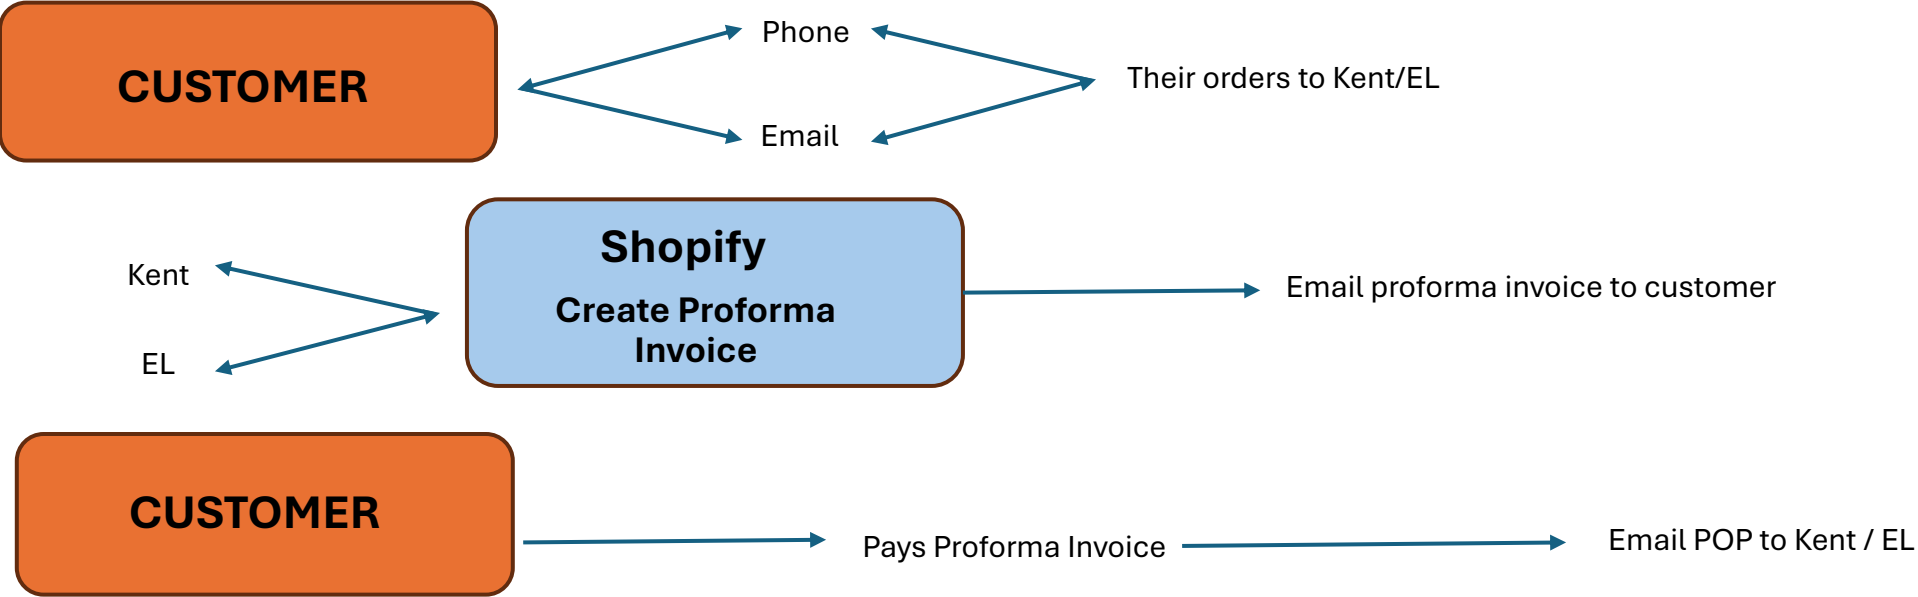 CUSTOMER
Phone
Email
Their orders to Kent/EL
Kent
EL
Shopify
Create Proforma
Invoice
Email proforma invoice to customer
CUSTOMER
Pays Proforma Invoice
Email POP to Kent / EL